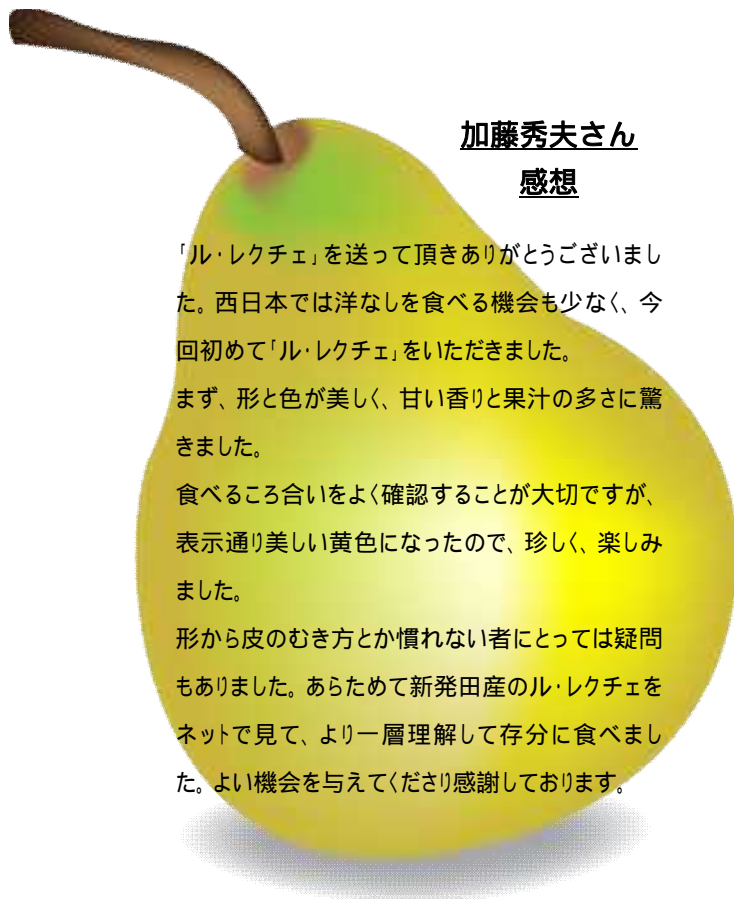 加藤秀夫さん
感想
「ル・レクチェ」を送って頂きありがとうございまし
た。西日本では洋なしを食べる機会も少なく、今
回初めて「ル・レクチェ」をいただきました。
まず、形と色が美しく、甘い香りと果汁の多さに驚
きました。
食べるころ合いをよく確認することが大切ですが、
表示通り美しい黄色になったので、珍しく、楽しみ
ました。
形から皮のむき方とか慣れない者にとっては疑問
もありました。あらためて新発田産のル・レクチェを
ネットで見て、より一層理解して存分に食べまし
た。よい機会を与えてくださり感謝しております。